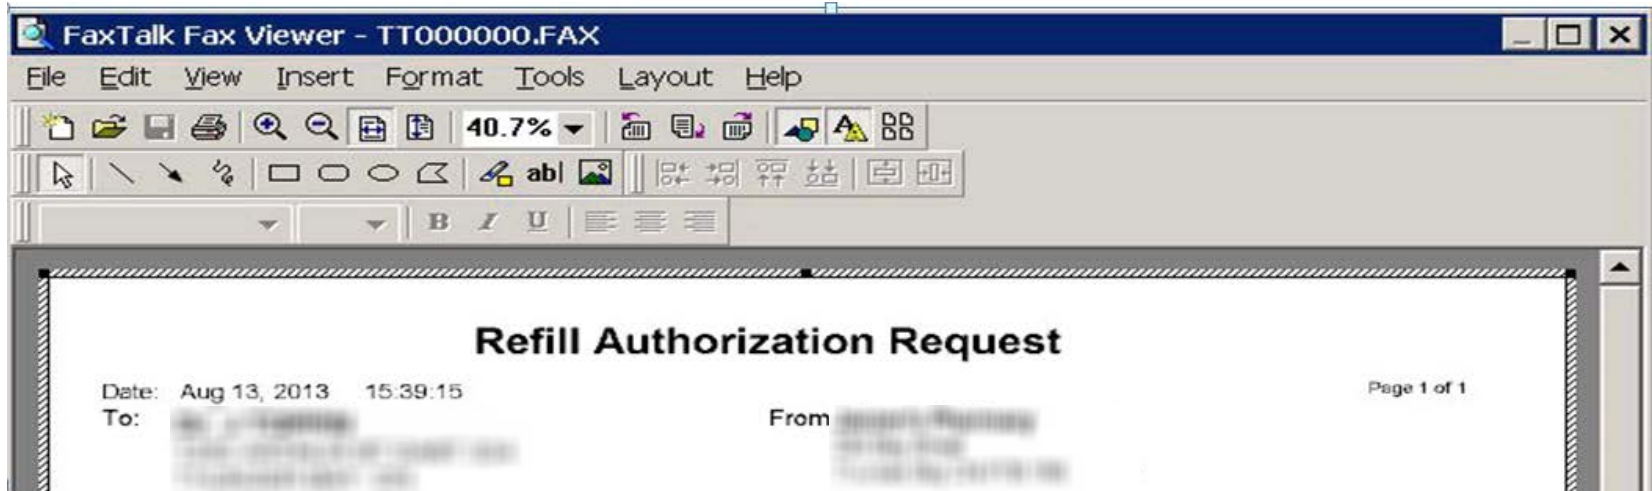 FaxTalk Fax Viewer - TT000000.FAX
File Edit View Insert Format Tools Layout Help
40.7%
abl
B I U
Refill Authorization Request
Date: Aug 13, 2013 15:39:15 Page 1 of 1
To: From